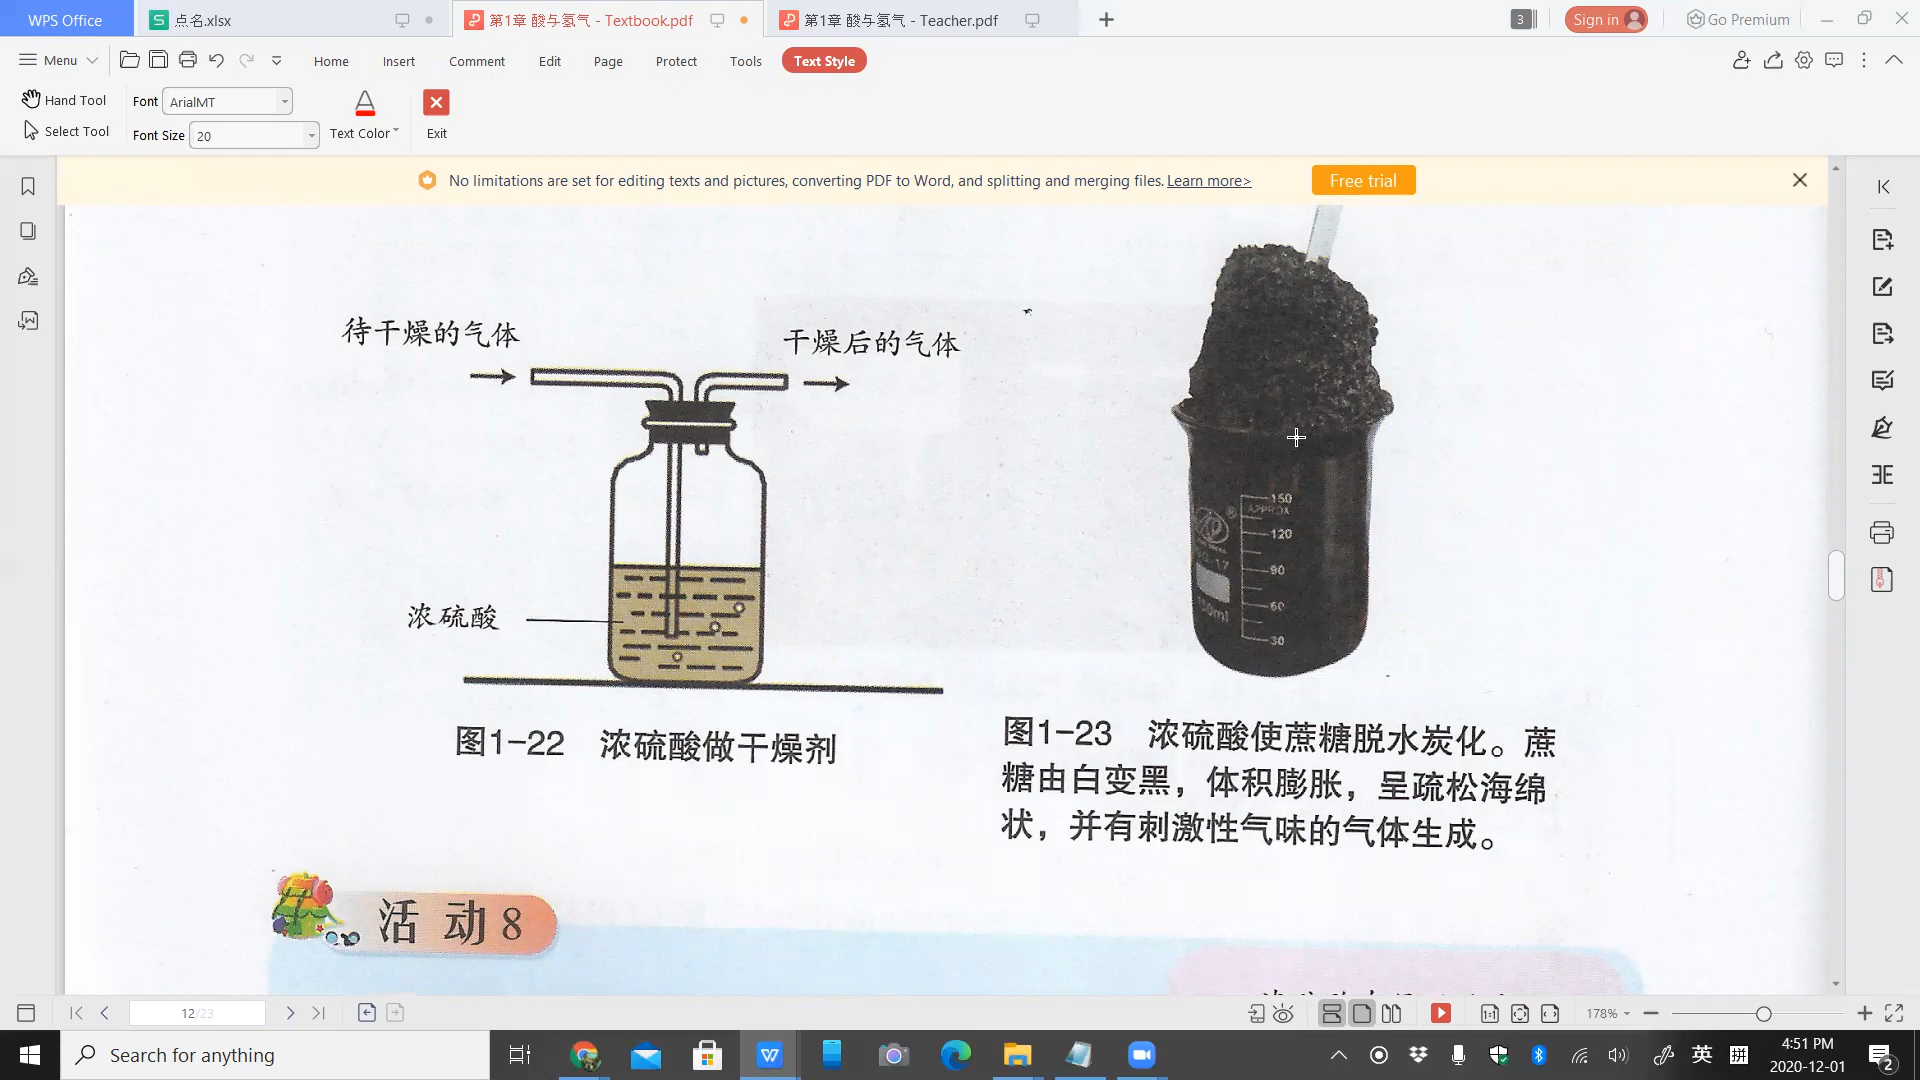 WPS Office
点名.xlsx
第1章 酸与氢气 - Textbook.pdf
第1章 酸与氢气 - Teacher.pdf
3
Sign in
Go Premium
Menu
Home
Insert
Comment
Edit
Page
Protect
Tools
Text Style
Hand Tool
Select Tool
Font
ArialMT
Font Size
20
Text Color
Exit
No limitations are set for editing texts and pictures, converting PDF to Word, and splitting and merging files. Learn more>
Free trial
待干燥的气体
干燥后的气体
浓硫酸
图1-22 浓硫酸做干燥剂
150
APPROX
120
90
60
30
150ml
图1-23 浓硫酸使蔗糖脱水炭化。蔗
糖由白变黑，体积膨胀，呈疏松海绵
状，并有刺激性气味的气体生成。
活动8
12/23
178%
Search for anything
英
4:51 PM
2020-12-01
2